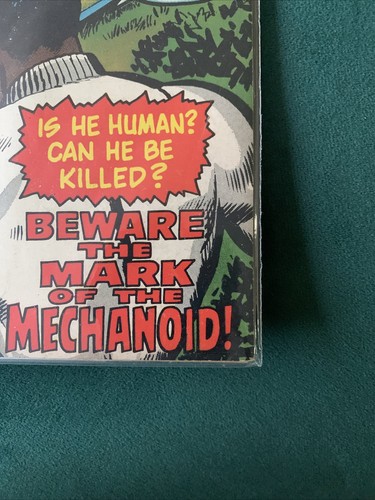 IS HE HUMAN?
CAN HE BE
KILLED?
BEWARE
THE
MARK
OF THE
MECHANOID!